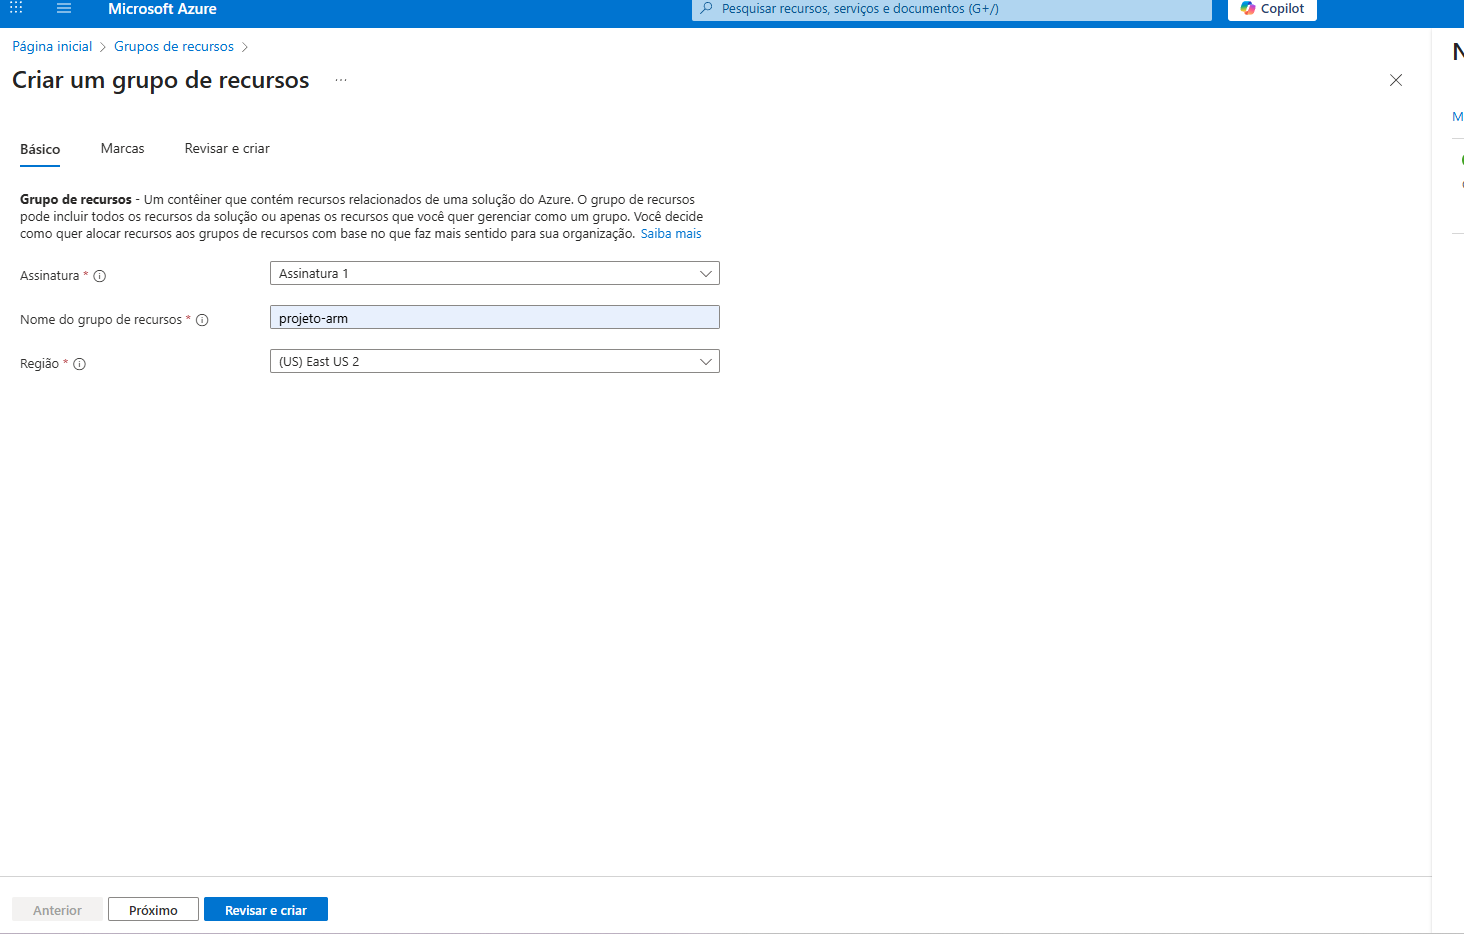 Microsoft Azure
Pesquisar recursos, serviços e documentos (G+/)
Copilot
Página inicial > Grupos de recursos >
Criar um grupo de recursos ...
Básico Marcas Revisar e criar
Grupo de recursos - Um contêiner que contém recursos relacionados de uma solução do Azure. O grupo de recursos
pode incluir todos os recursos da solução ou apenas os recursos que você quer gerenciar como um grupo. Você decide
como quer alocar recursos aos grupos de recursos com base no que faz mais sentido para sua organização. Saiba mais
Assinatura *
Assinatura 1
Nome do grupo de recursos *
projeto-arm
Região *
(US) East US 2
Anterior
Próximo
Revisar e criar